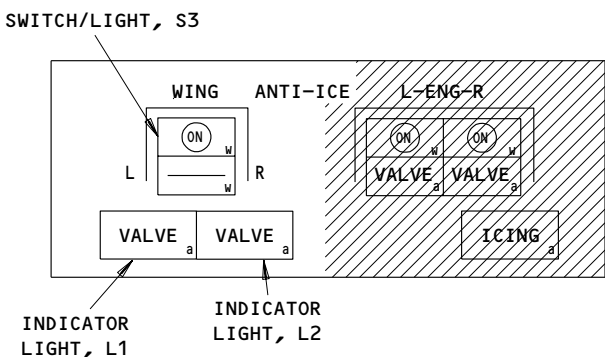 SWITCH/LIGHT, S3
WING ANTI-ICE L-ENG-R
ON W ON W ON W
L W R VALVE a VALVE a
VALVE a VALVE a ICING a
INDICATOR
LIGHT, L1
INDICATOR
LIGHT, L2